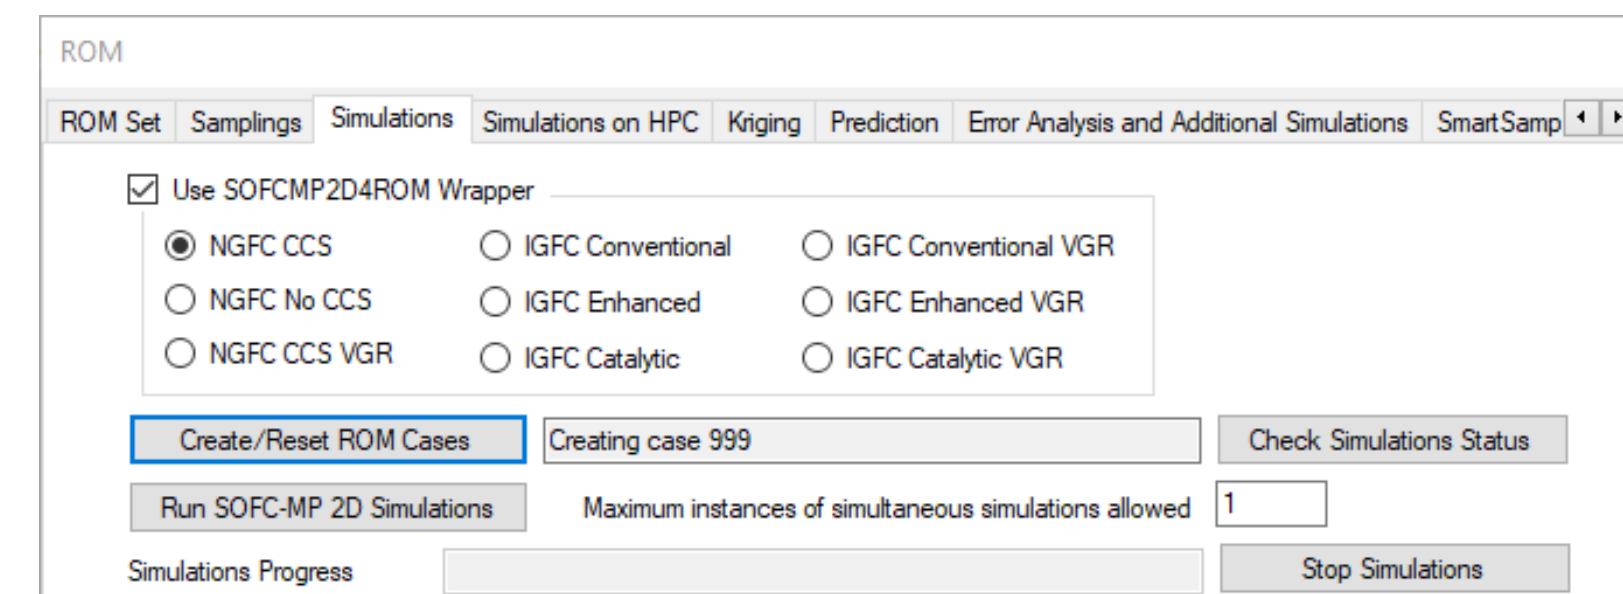 ROM
ROM Set Samplings Simulations Simulations on HPC Kriging Prediction Error Analysis and Additional Simulations SmartSamp
Use SOFCMP2D4ROM Wrapper
NGFC CCS IGFC Conventional IGFC Conventional VGR
NGFC No CCS IGFC Enhanced IGFC Enhanced VGR
NGFC CCS VGR IGFC Catalytic IGFC Catalytic VGR
Create/Reset ROM Cases Creating case 999 Check Simulations Status
Run SOFC-MP 2D Simulations Maximum instances of simultaneous simulations allowed 1
Simulations Progress Stop Simulations